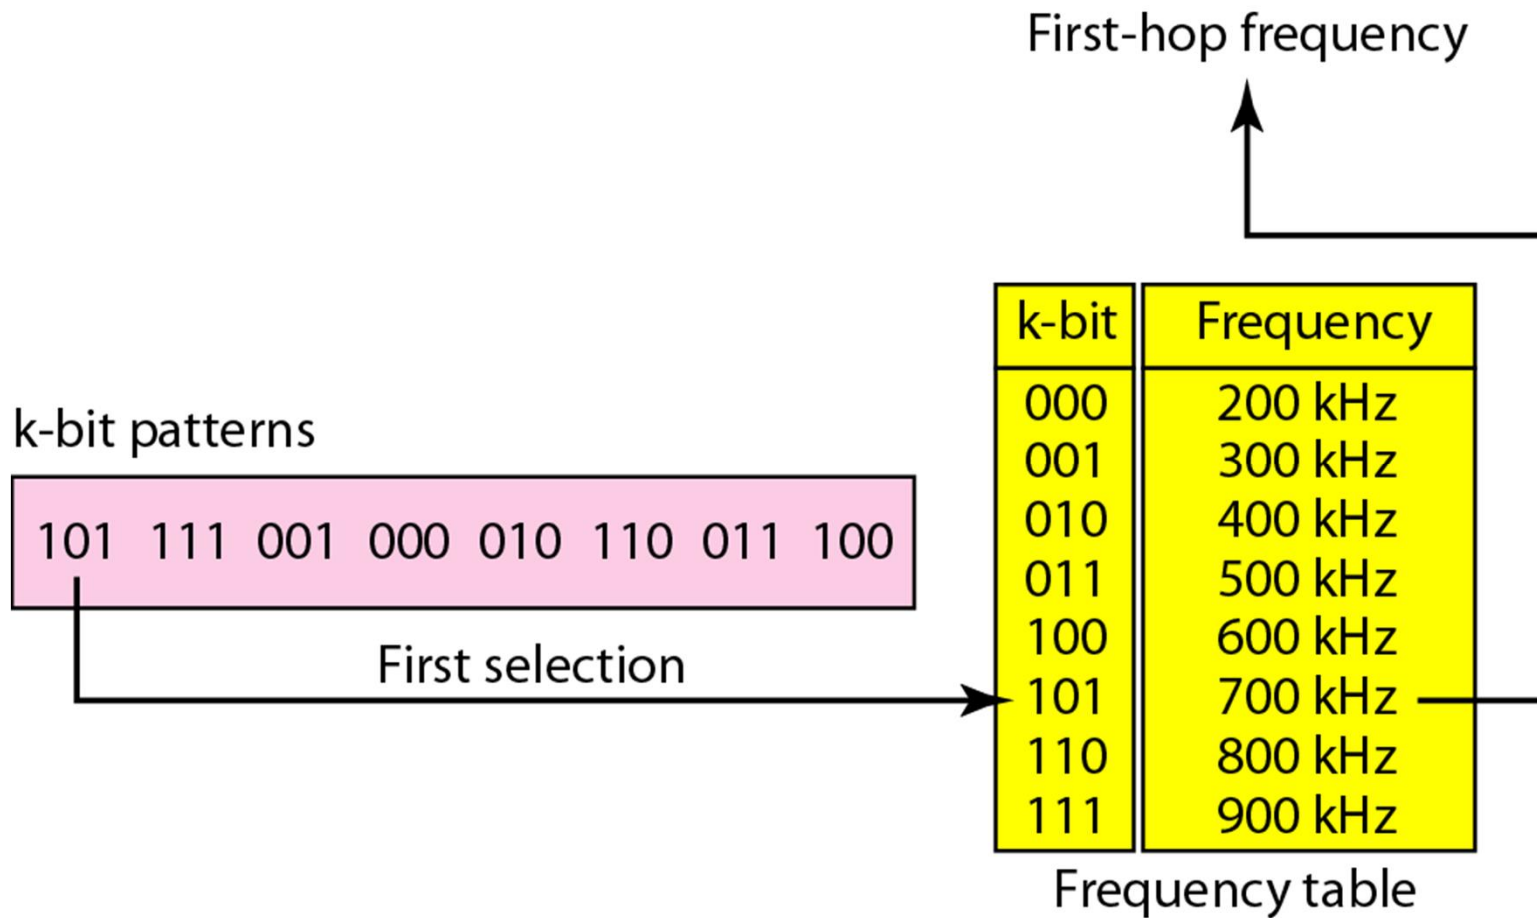 First-hop frequency
k-bit Frequency
000 200 kHz
001 300 kHz
010 400 kHz
011 500 kHz
100 600 kHz
101 700 kHz
110 800 kHz
111 900 kHz
Frequency table
k-bit patterns
101 111 001 000 010 110 011 100
First selection